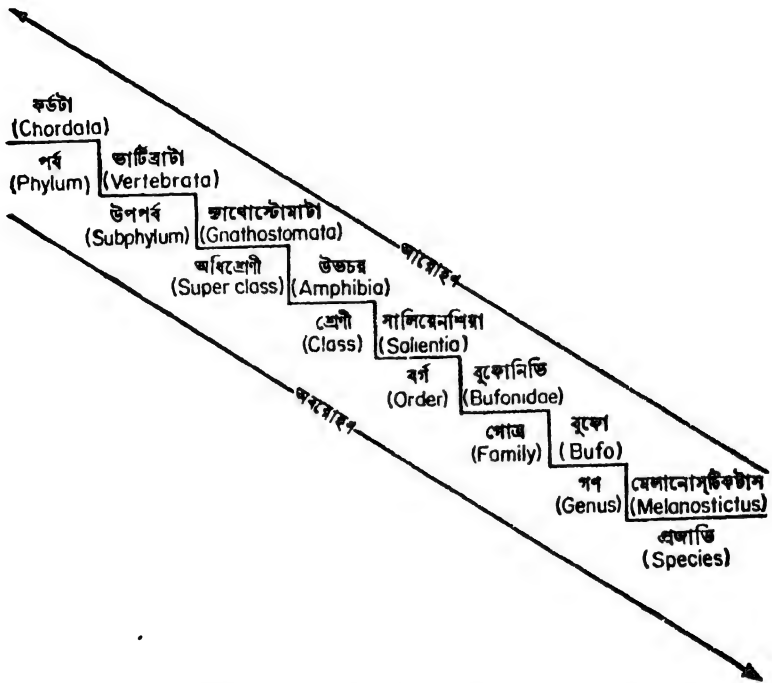 কর্ডাটা
(Chordata)
পর্ব
(Phylum)
ভার্টিব্রাটা
(Vertebrata)
উপপর্ব
(Subphylum)
ন্যাথোস্টোমাটা
(Gnathostomata)
অধিশ্রেণী
(Super class)
উভচর
(Amphibia)
শ্রেণী
(Class)
সালিয়েনশিয়া
(Salientia)
বর্গ
(Order)
বুফোনিডি
(Bufonidae)
গোত্র
(Family)
বুফো
(Bufo)
গণ
(Genus)
মেলানোস্টিকটাস
(Melanostictus)
প্রজাতি
(Species)
আরোহণ
অবরোহণ